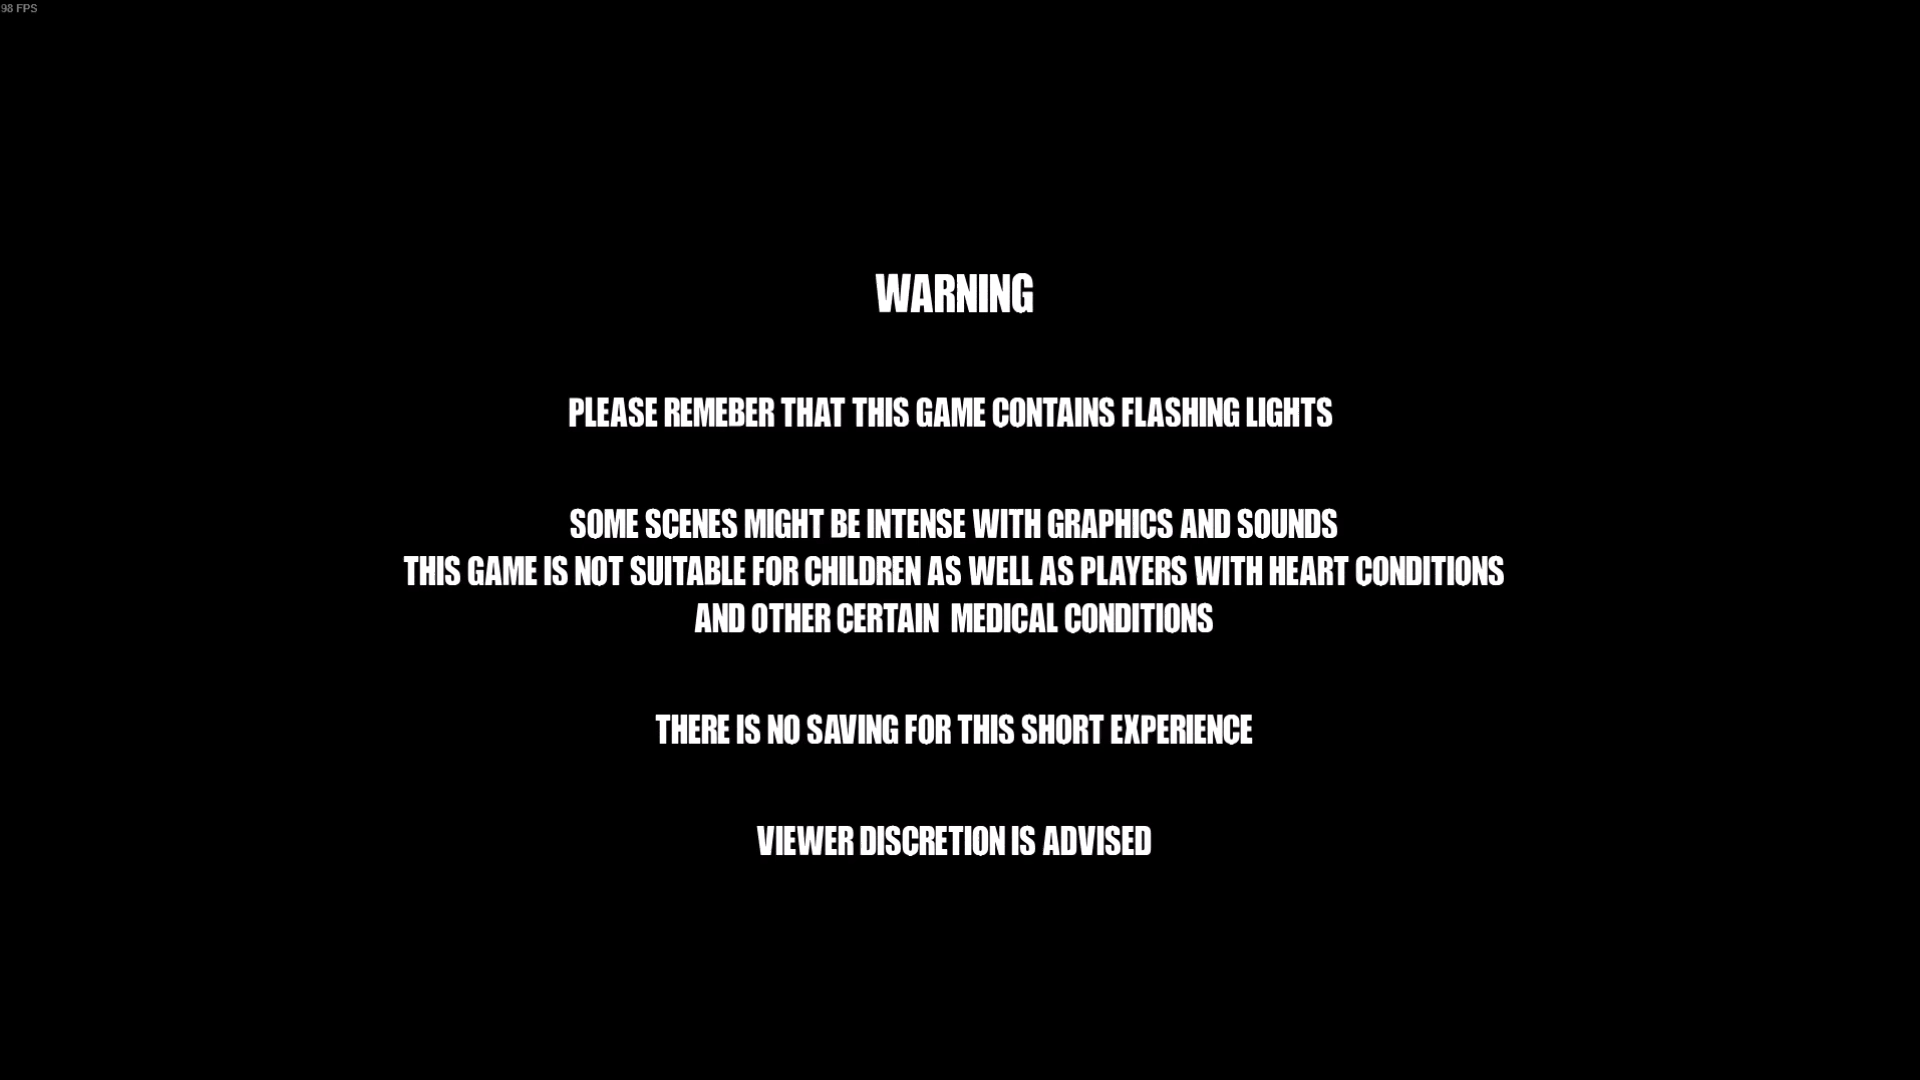 98 FPS
WARNING
PLEASE REMEBER THAT THIS GAME CONTAINS FLASHING LIGHTS
SOME SCENES MIGHT BE INTENSE WITH GRAPHICS AND SOUNDS
THIS GAME IS NOT SUITABLE FOR CHILDREN AS WELL AS PLAYERS WITH HEART CONDITIONS
AND OTHER CERTAIN  MEDICAL CONDITIONS
THERE IS NO SAVING FOR THIS SHORT EXPERIENCE
VIEWER DISCRETION IS ADVISED